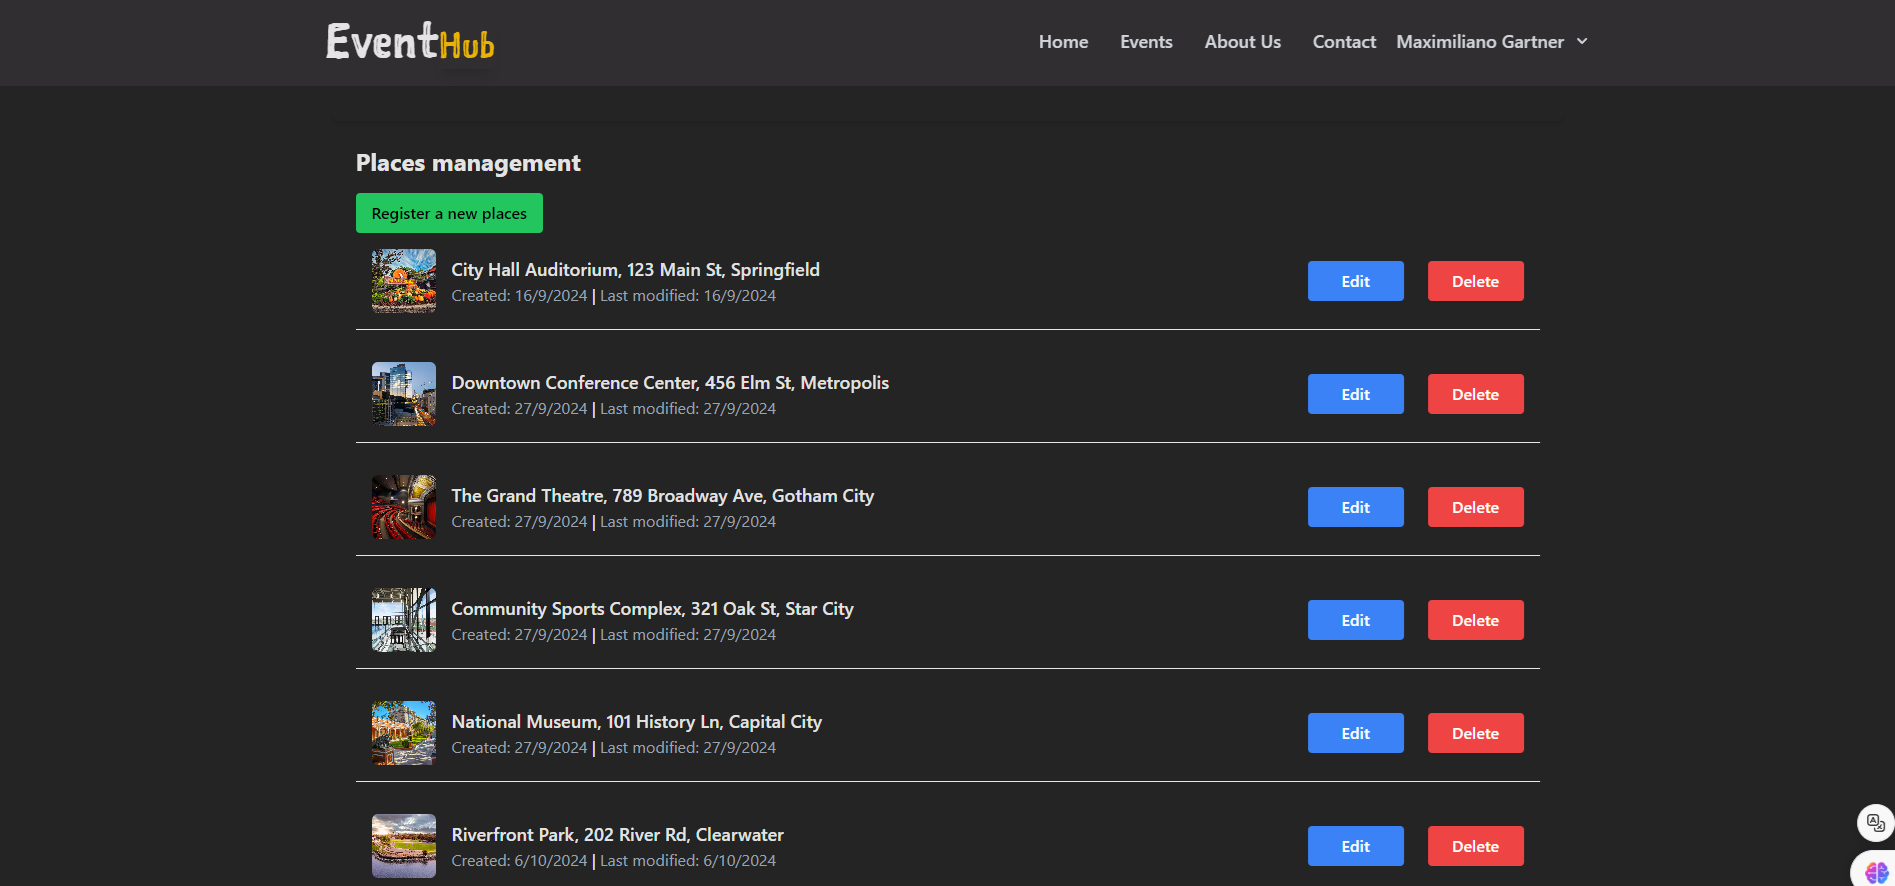 EventHub
Home Events About Us Contact Maximiliano Gartner
Places management
Register a new places
City Hall Auditorium, 123 Main St, Springfield
Created: 16/9/2024 | Last modified: 16/9/2024
Edit Delete
Downtown Conference Center, 456 Elm St, Metropolis
Created: 27/9/2024 | Last modified: 27/9/2024
Edit Delete
The Grand Theatre, 789 Broadway Ave, Gotham City
Created: 27/9/2024 | Last modified: 27/9/2024
Edit Delete
Community Sports Complex, 321 Oak St, Star City
Created: 27/9/2024 | Last modified: 27/9/2024
Edit Delete
National Museum, 101 History Ln, Capital City
Created: 27/9/2024 | Last modified: 27/9/2024
Edit Delete
Riverfront Park, 202 River Rd, Clearwater
Created: 6/10/2024 | Last modified: 6/10/2024
Edit Delete